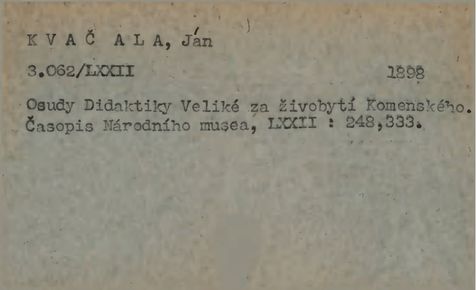 K V A Č A L A, Ján
3.062/LXXII 1898
Osudy Didaktiky Veliké za živobytí Komenského.
Časopis Národního musea, LXXII : 248,333.